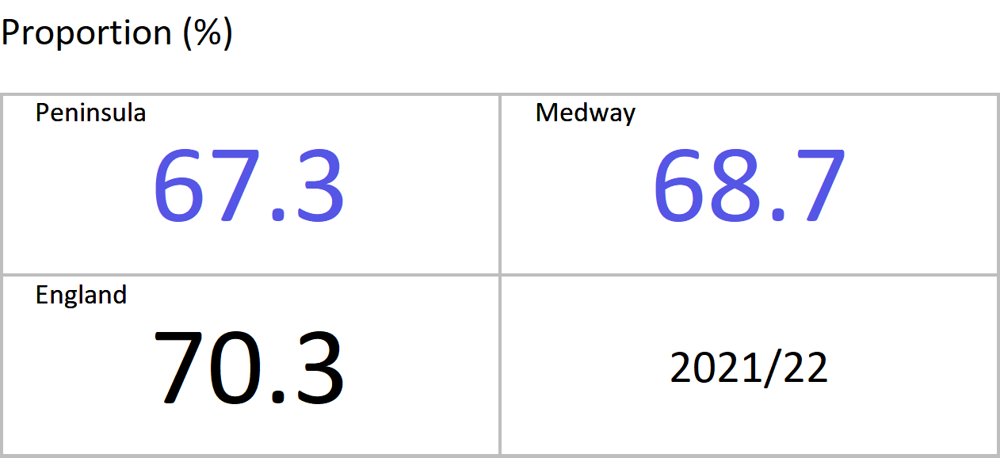 Proportion (%)
Peninsula
67.3
Medway
68.7
England
70.3
2021/22